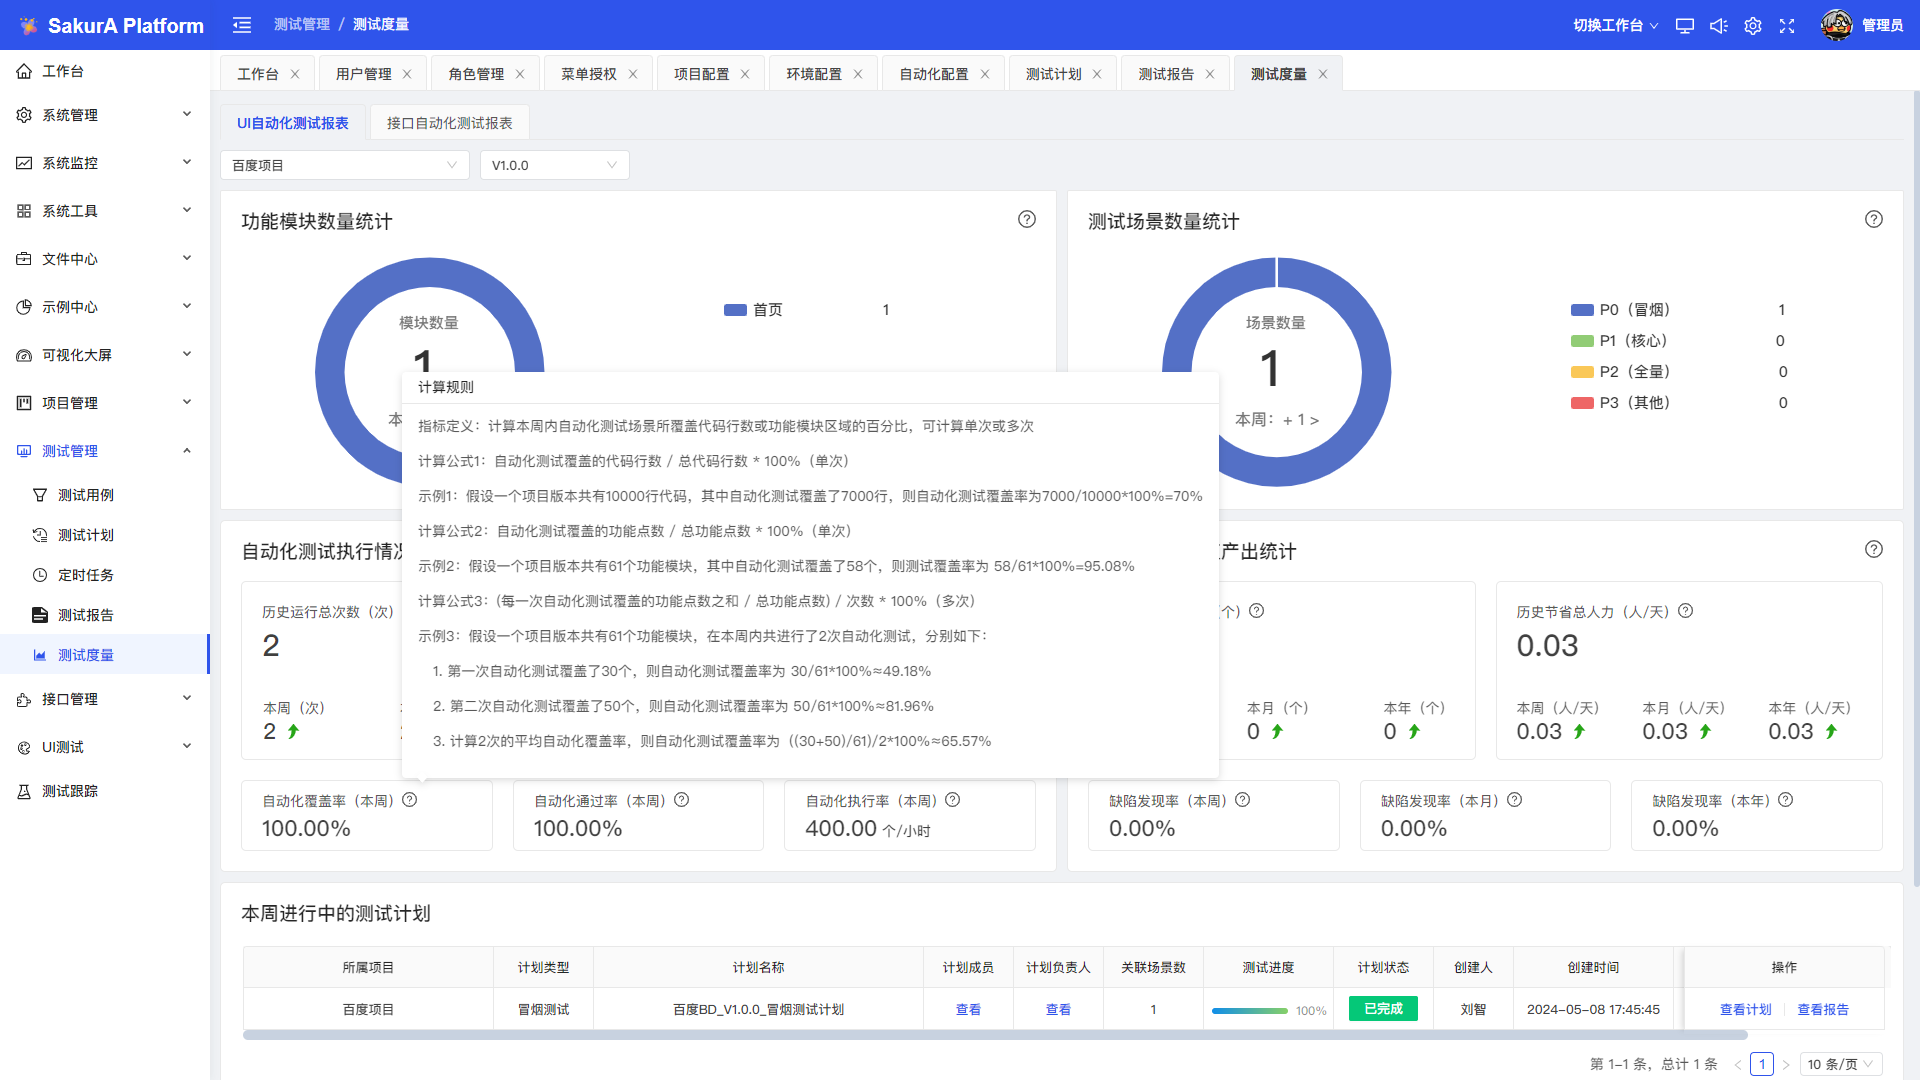 SakurA Platform
测试管理 / 测试度量
切换工作台
管理员
工作台
系统管理
系统监控
系统工具
文件中心
示例中心
可视化大屏
项目管理
测试管理
测试用例
测试计划
定时任务
测试报告
测试度量
接口管理
UI测试
测试跟踪
工作台 用户管理 角色管理 菜单授权 项目配置 环境配置 自动化配置 测试计划 测试报告 测试度量
UI自动化测试报表 接口自动化测试报表
百度项目 V1.0.0
功能模块数量统计
模块数量
1
本
首页 1
测试场景数量统计
场景数量
1
本周：+ 1 >
P0（冒烟） 1
P1（核心） 0
P2（全量） 0
P3（其他） 0
计算规则
指标定义：计算本周内自动化测试场景所覆盖代码行数或功能模块区域的百分比，可计算单次或多次
计算公式1：自动化测试覆盖的代码行数 / 总代码行数 * 100%（单次）
示例1：假设一个项目版本共有10000行代码，其中自动化测试覆盖了7000行，则自动化测试覆盖率为7000/10000*100%=70%
计算公式2：自动化测试覆盖的功能点数 / 总功能点数 * 100%（单次）
示例2：假设一个项目版本共有61个功能模块，其中自动化测试覆盖了58个，则测试覆盖率为 58/61*100%=95.08%
计算公式3：(每一次自动化测试覆盖的功能点数之和 / 总功能点数) / 次数 * 100%（多次）
示例3：假设一个项目版本共有61个功能模块，在本周内共进行了2次自动化测试，分别如下：
1. 第一次自动化测试覆盖了30个，则自动化测试覆盖率为 30/61*100%≈49.18%
2. 第二次自动化测试覆盖了50个，则自动化测试覆盖率为 50/61*100%≈81.96%
3. 计算2次的平均自动化覆盖率，则自动化测试覆盖率为（(30+50)/61)/2*100%≈65.57%
自动化测试执行情
历史运行总次数（次）
2
本周（次）
2
自动化覆盖率（本周）
100.00%
自动化通过率（本周）
100.00%
自动化执行率（本周）
400.00 个/小时
产出统计
个）
本月（个） 本年（个）
0 0
历史节省总人力（人/天）
0.03
本周（人/天） 本月（人/天） 本年（人/天）
0.03 0.03 0.03
缺陷发现率（本周）
0.00%
缺陷发现率（本月）
0.00%
缺陷发现率（本年）
0.00%
本周进行中的测试计划
所属项目 计划类型 计划名称 计划成员 计划负责人 关联场景数 测试进度 计划状态 创建人 创建时间 操作
百度项目 冒烟测试 百度BD_V1.0.0_冒烟测试计划 查看 查看 1 100% 已完成 刘智 2024-05-08 17:45:45 查看计划 查看报告
第 1-1 条，总计 1 条 < 1 > 10 条/页